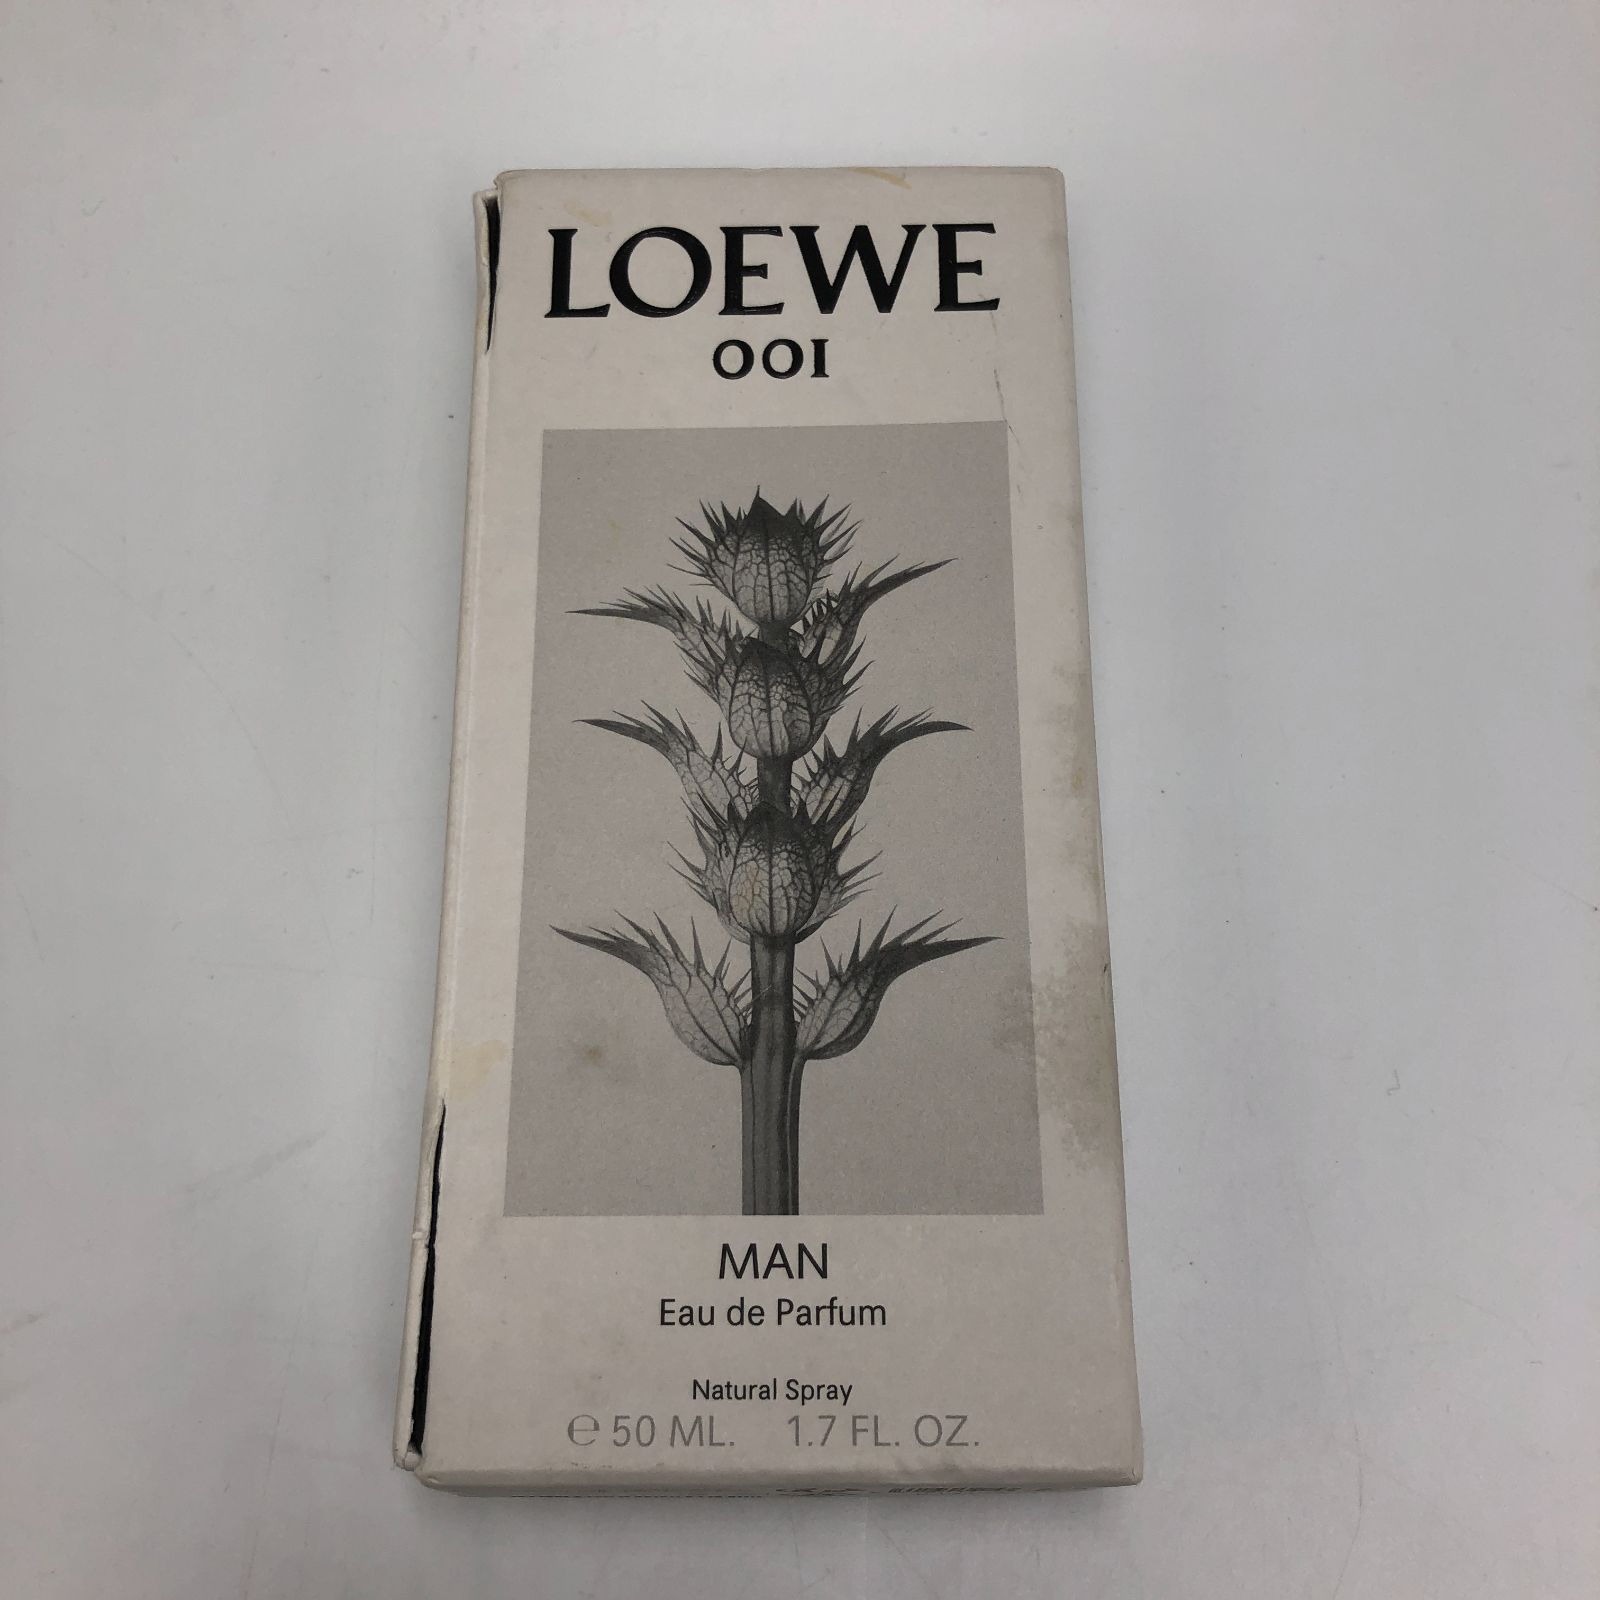 LOEWE
001
MAN
Eau de Parfum
Natural Spray
℮ 50 ML. 1.7 FL. OZ.